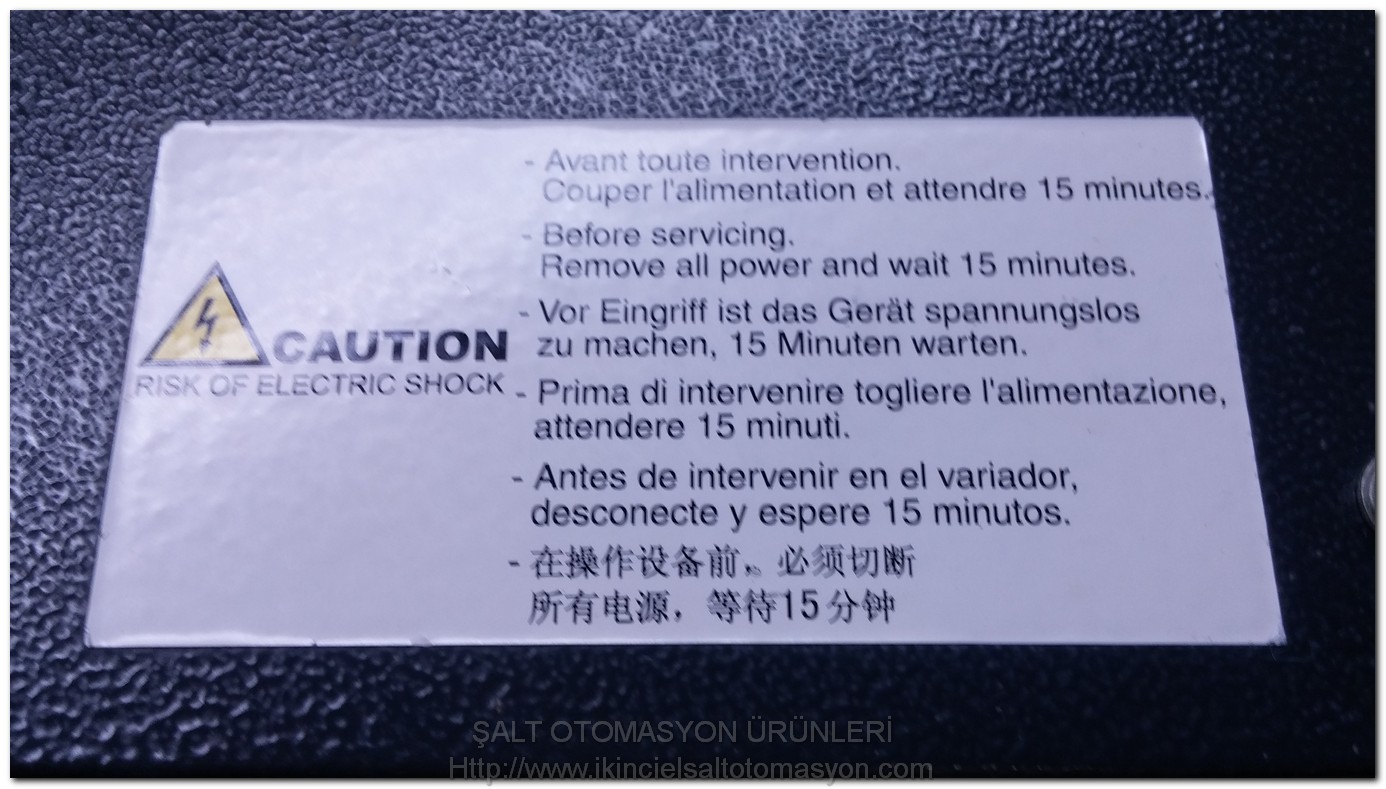 CAUTION
RISK OF ELECTRIC SHOCK
- Avant toute intervention.
Couper l'alimentation et attendre 15 minutes.
- Before servicing.
Remove all power and wait 15 minutes.
- Vor Eingriff ist das Gerät spannungslos
zu machen, 15 Minuten warten.
- Prima di intervenire togliere l'alimentazione,
attendere 15 minuti.
- Antes de intervenir en el variador,
desconecte y espere 15 minutos.
- 在操作设备前。必须切断
所有电源，等待15分钟
ŞALT OTOMASYON ÜRÜNLERİ
Http://www.ikincielsaltotomasyon.com